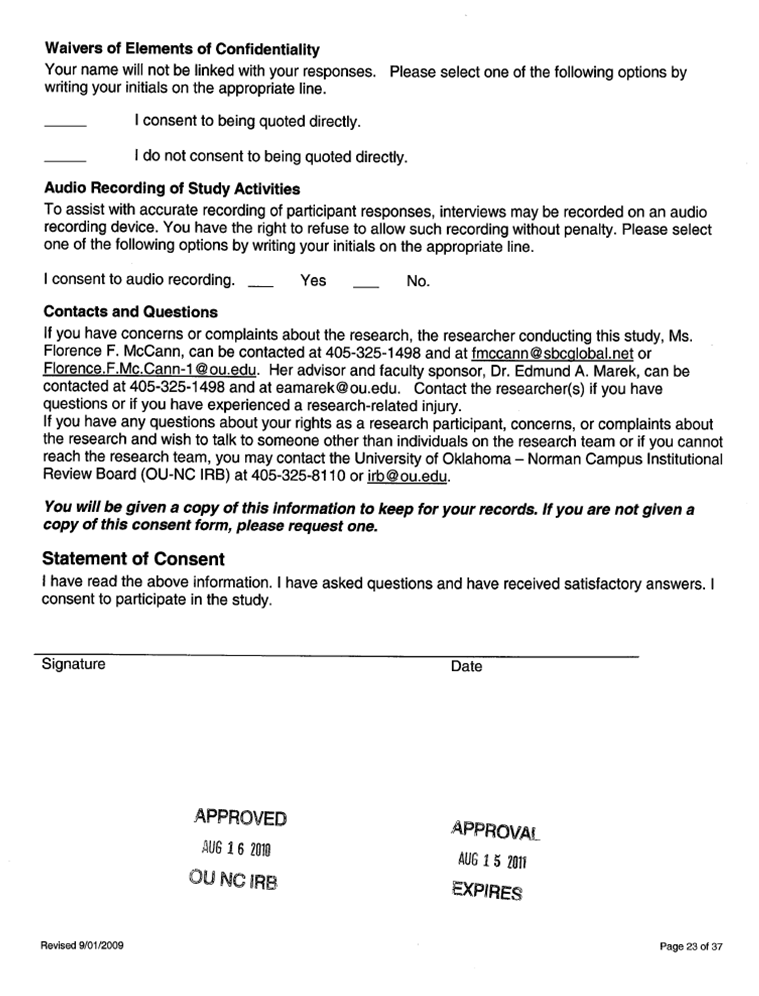 Waivers of Elements of Confidentiality
Your name will not be linked with your responses. Please select one of the following options by
writing your initials on the appropriate line.
_____ I consent to being quoted directly.
_____ I do not consent to being quoted directly.
Audio Recording of Study Activities
To assist with accurate recording of participant responses, interviews may be recorded on an audio
recording device. You have the right to refuse to allow such recording without penalty. Please select
one of the following options by writing your initials on the appropriate line.
I consent to audio recording. ___ Yes ___ No.
Contacts and Questions
If you have concerns or complaints about the research, the researcher conducting this study, Ms.
Florence F. McCann, can be contacted at 405-325-1498 and at fmccann@sbcglobal.net or
Florence.F.Mc.Cann-1@ou.edu. Her advisor and faculty sponsor, Dr. Edmund A. Marek, can be
contacted at 405-325-1498 and at eamarek@ou.edu. Contact the researcher(s) if you have
questions or if you have experienced a research-related injury.
If you have any questions about your rights as a research participant, concerns, or complaints about
the research and wish to talk to someone other than individuals on the research team or if you cannot
reach the research team, you may contact the University of Oklahoma – Norman Campus Institutional
Review Board (OU-NC IRB) at 405-325-8110 or irb@ou.edu.
You will be given a copy of this information to keep for your records. If you are not given a
copy of this consent form, please request one.
Statement of Consent
I have read the above information. I have asked questions and have received satisfactory answers. I
consent to participate in the study.
Signature Date
APPROVED
AUG 16 2010
OU NC IRB
APPROVAL
AUG 15 2011
EXPIRES
Revised 9/01/2009 Page 23 of 37